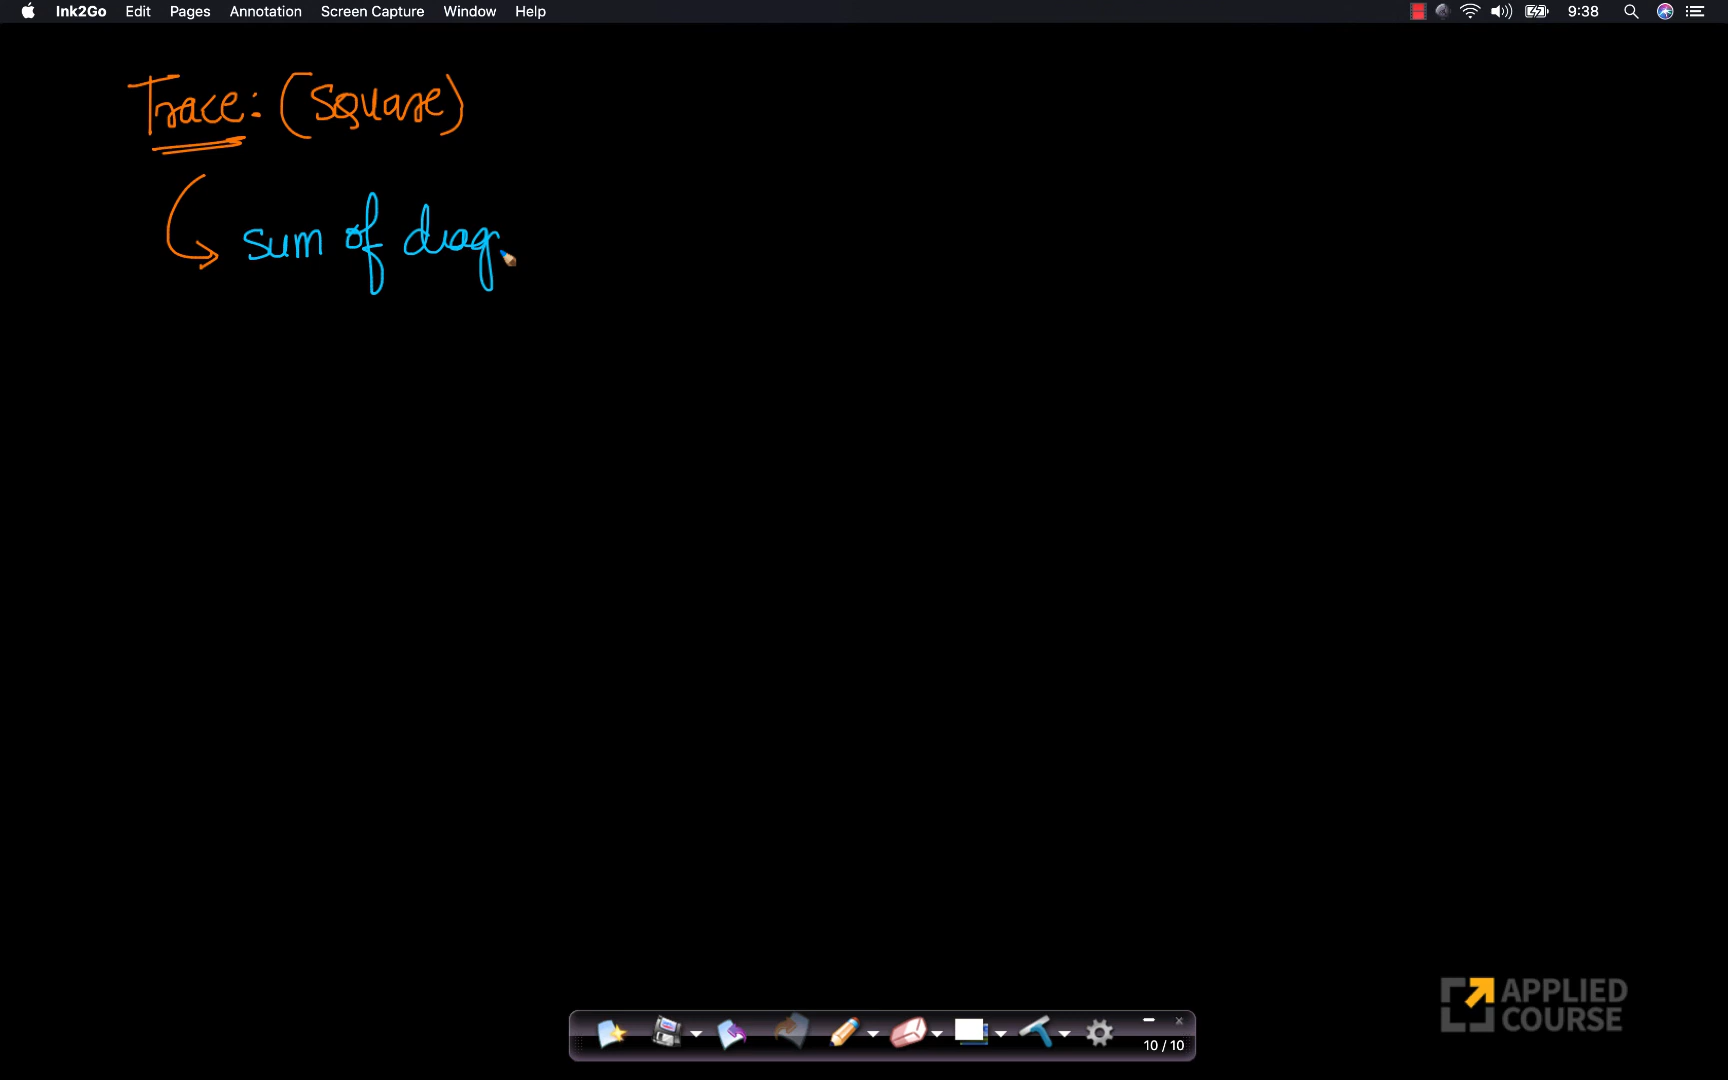 Ink2Go Edit Pages Annotation Screen Capture Window Help 9:38
Trace: (square)
sum of diag
10 / 10
APPLIED
COURSE